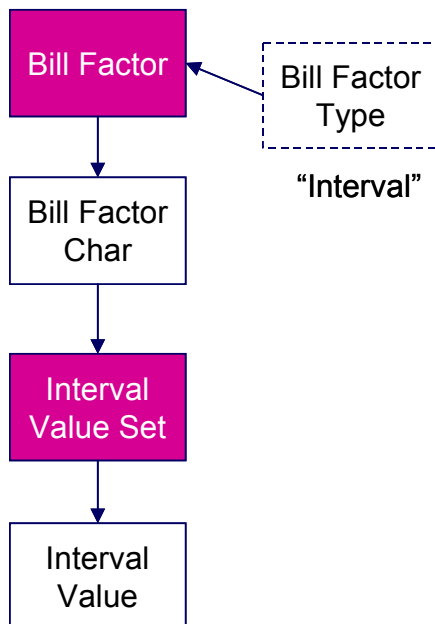 Bill Factor
Bill Factor
Type
“Interval”
Bill Factor
Char
Interval
Value Set
Interval
Value